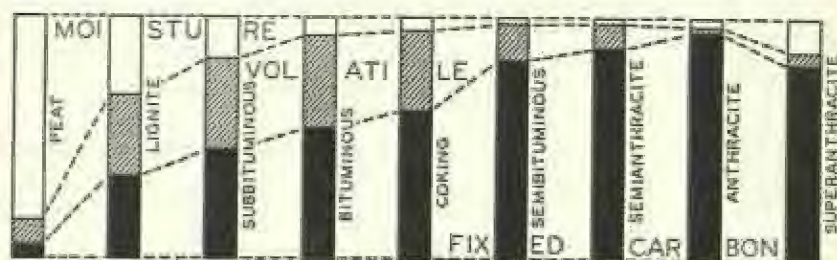 MOI STU RE
VOL ATI LE
FIX ED CAR BON
PEAT
LIGNITE
SUBBITUMINOUS
BITUMINOUS
COKING
SEMIBITUMINOUS
SEMIANTHRACITE
ANTHRACITE
SUPERANTHRACITE